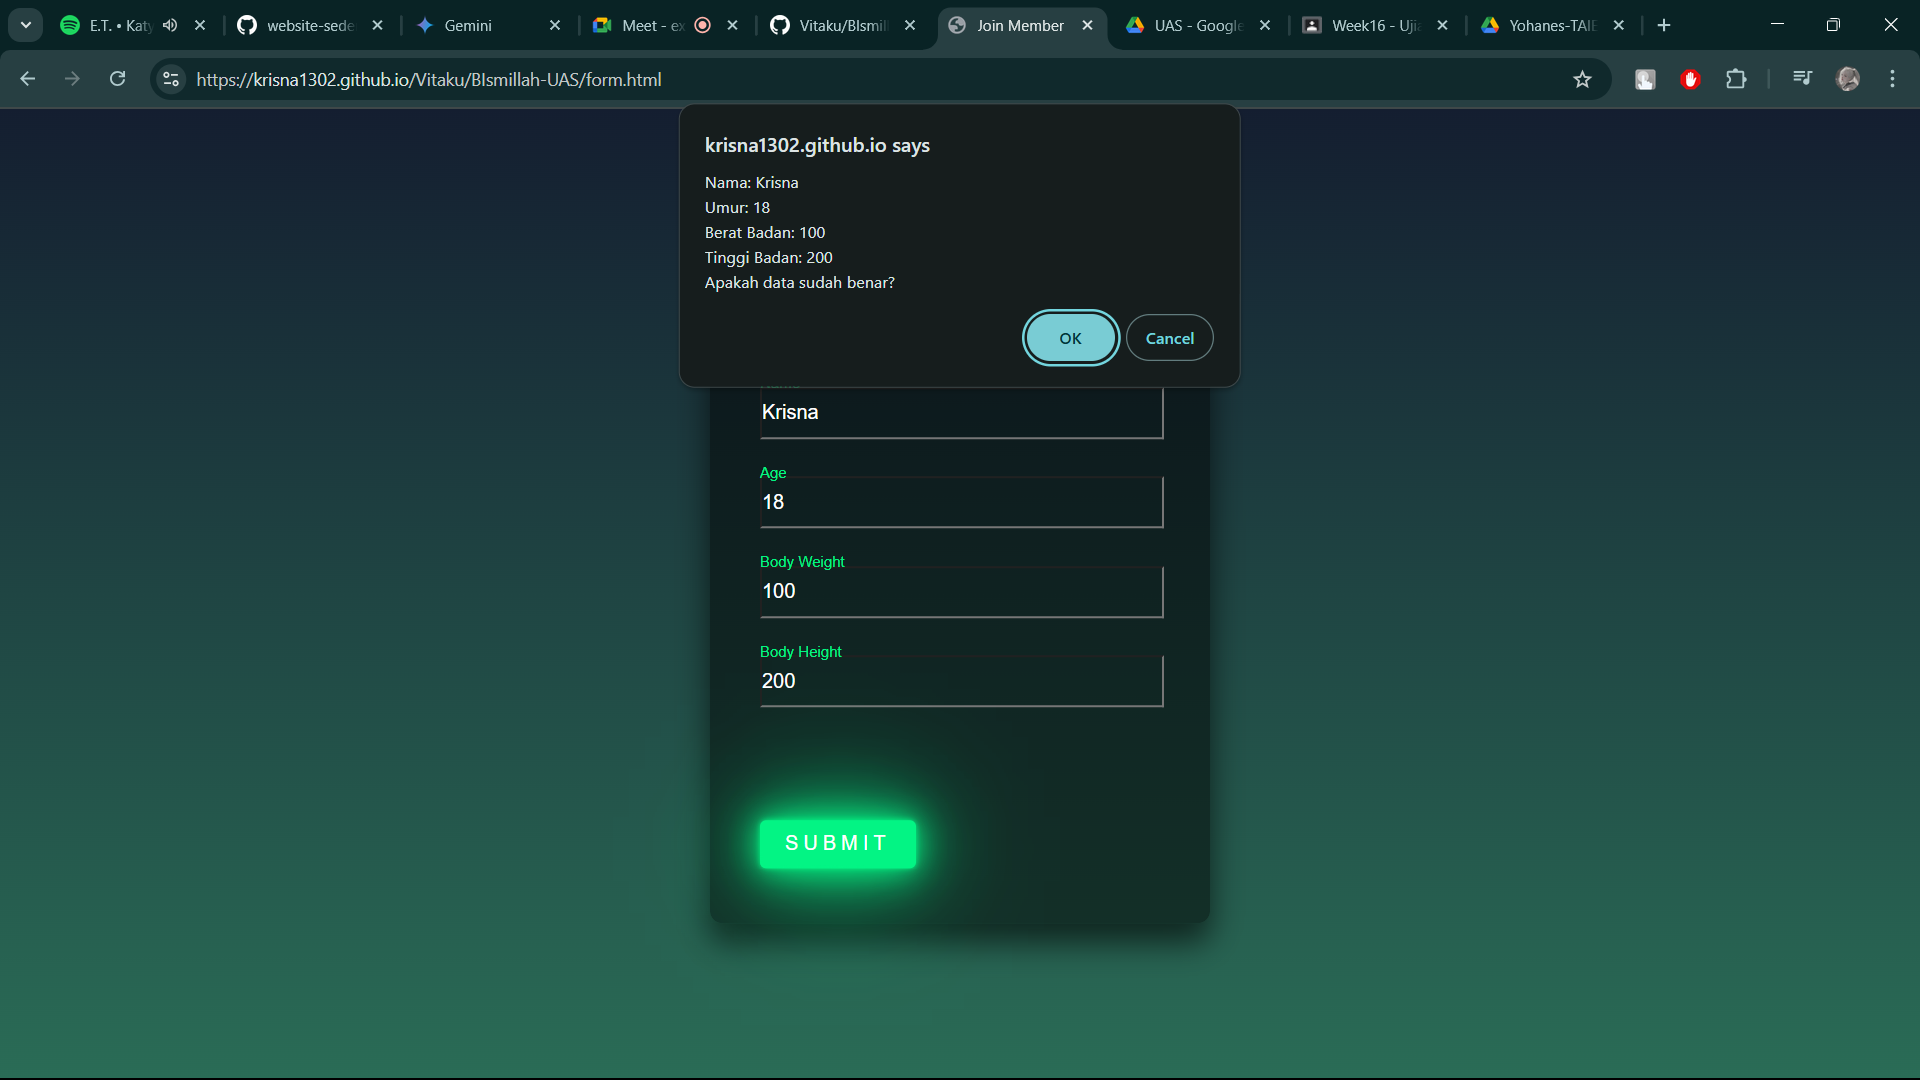 E.T. • Katy
website-sede
Gemini
Meet - ex
Vitaku/BIsmill
Join Member
UAS - Google
Week16 - Uji
Yohanes-TAIE
https://krisna1302.github.io/Vitaku/BIsmillah-UAS/form.html
krisna1302.github.io says
Nama: Krisna
Umur: 18
Berat Badan: 100
Tinggi Badan: 200
Apakah data sudah benar?
OK
Cancel
Krisna
Age
18
Body Weight
100
Body Height
200
SUBMIT